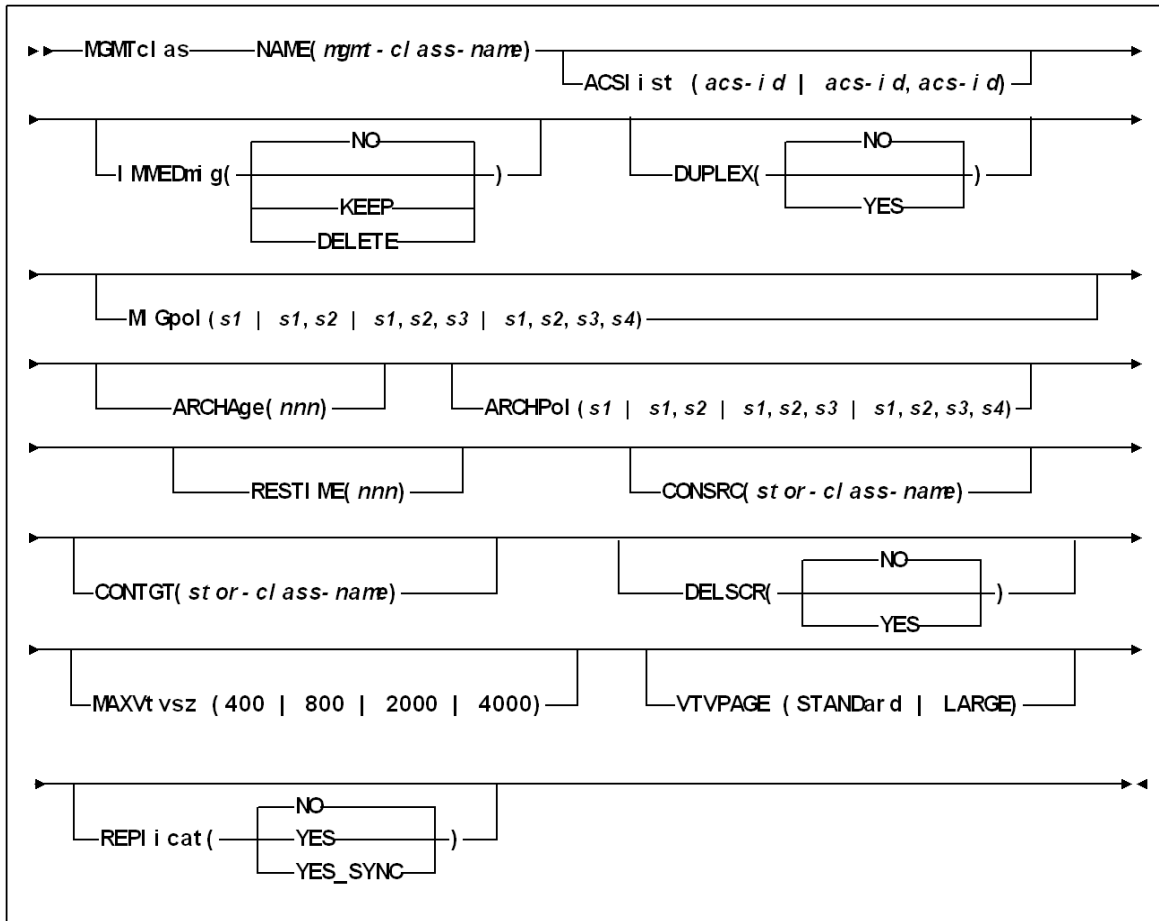 MGMTclas NAME(mgmt-class-name)
ACSlist (acs-id | acs-id,acs-id)
NO
IMMEDmig( )
KEEP
DELETE
NO
DUPLEX( )
YES
MIGpol(s1 | s1,s2 | s1,s2,s3 | s1,s2,s3,s4)
ARCHAge(nnn)
ARCHPol(s1 | s1,s2 | s1,s2,s3 | s1,s2,s3,s4)
RESTIME(nnn)
CONSRC(stor-class-name)
CONTGT(stor-class-name)
NO
DELSCR( )
YES
MAXVtvsz (400 | 800 | 2000 | 4000)
VTVPAGE (STANDard | LARGE)
NO
REPlicat( YES )
YES_SYNC